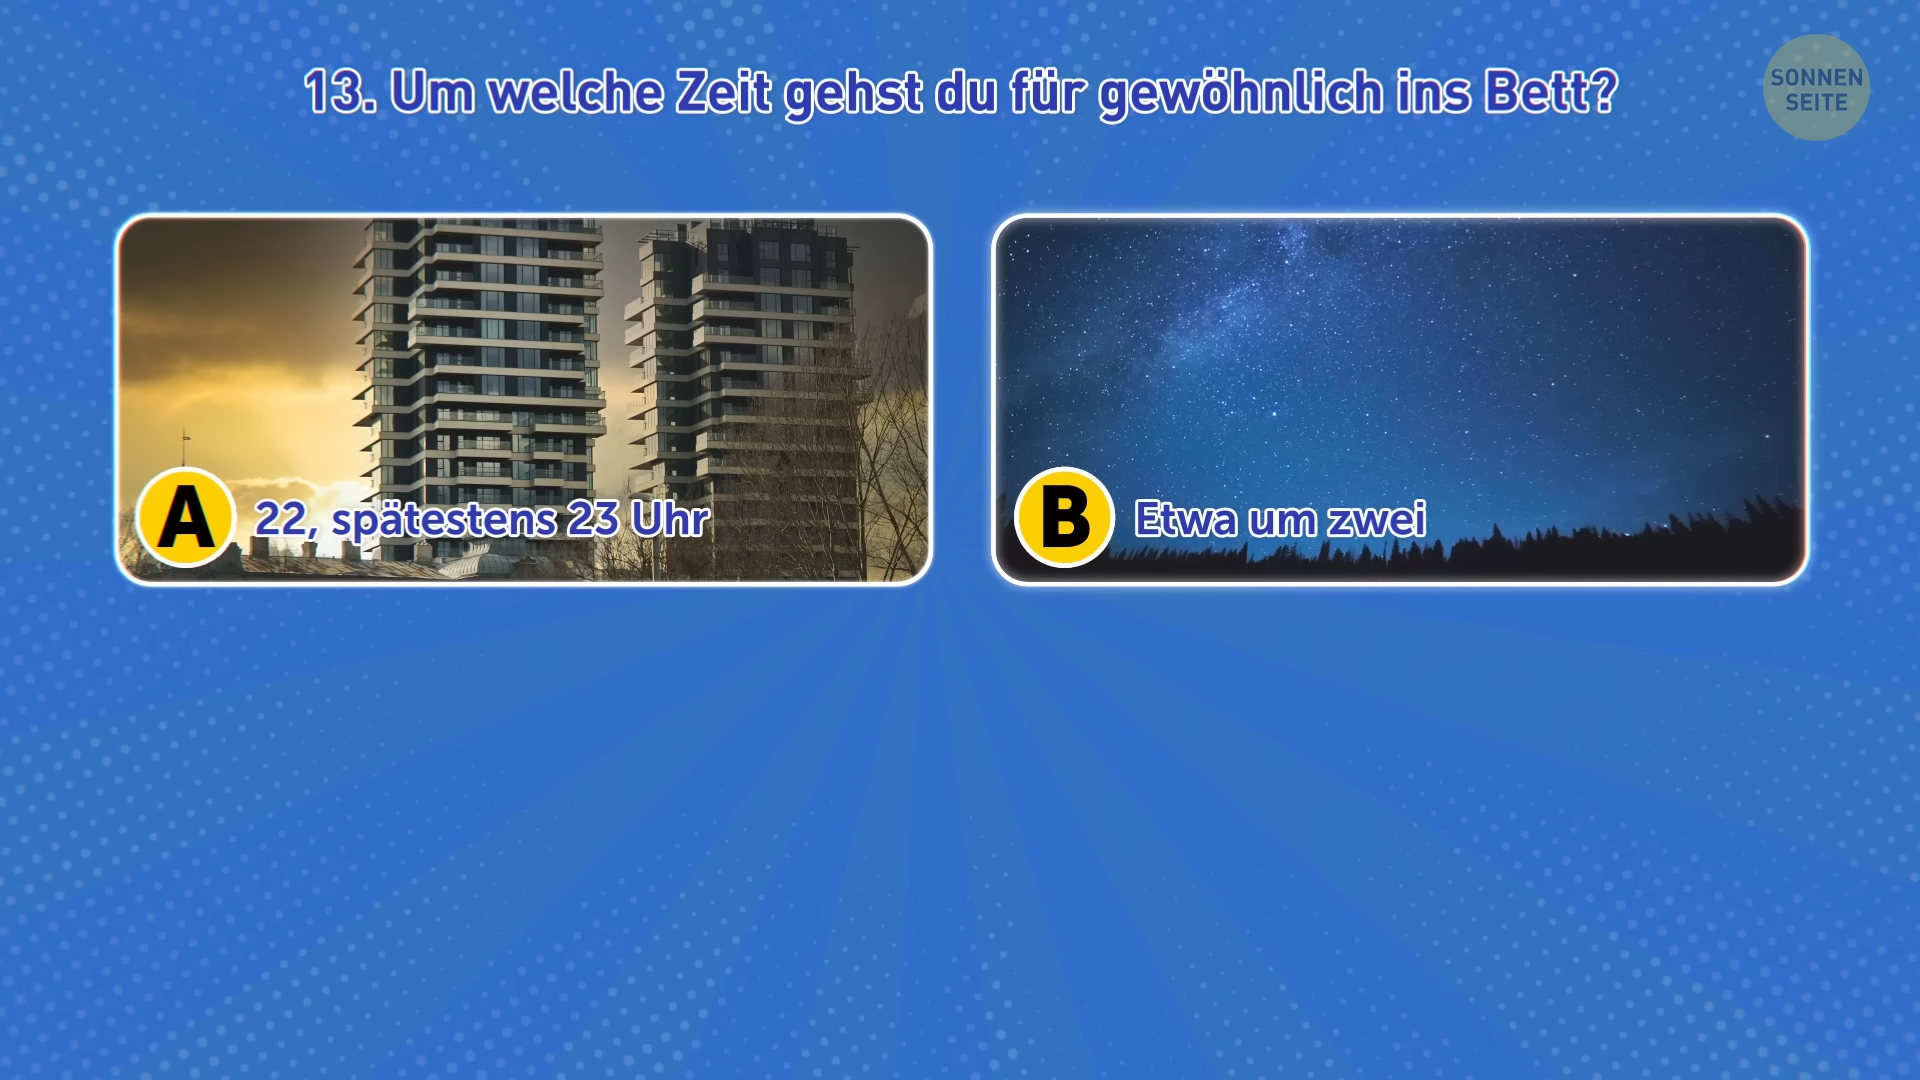 13. Um welche Zeit gehst du für gewöhnlich ins Bett?
SONNEN
SEITE
A 22, spätestens 23 Uhr
B Etwa um zwei